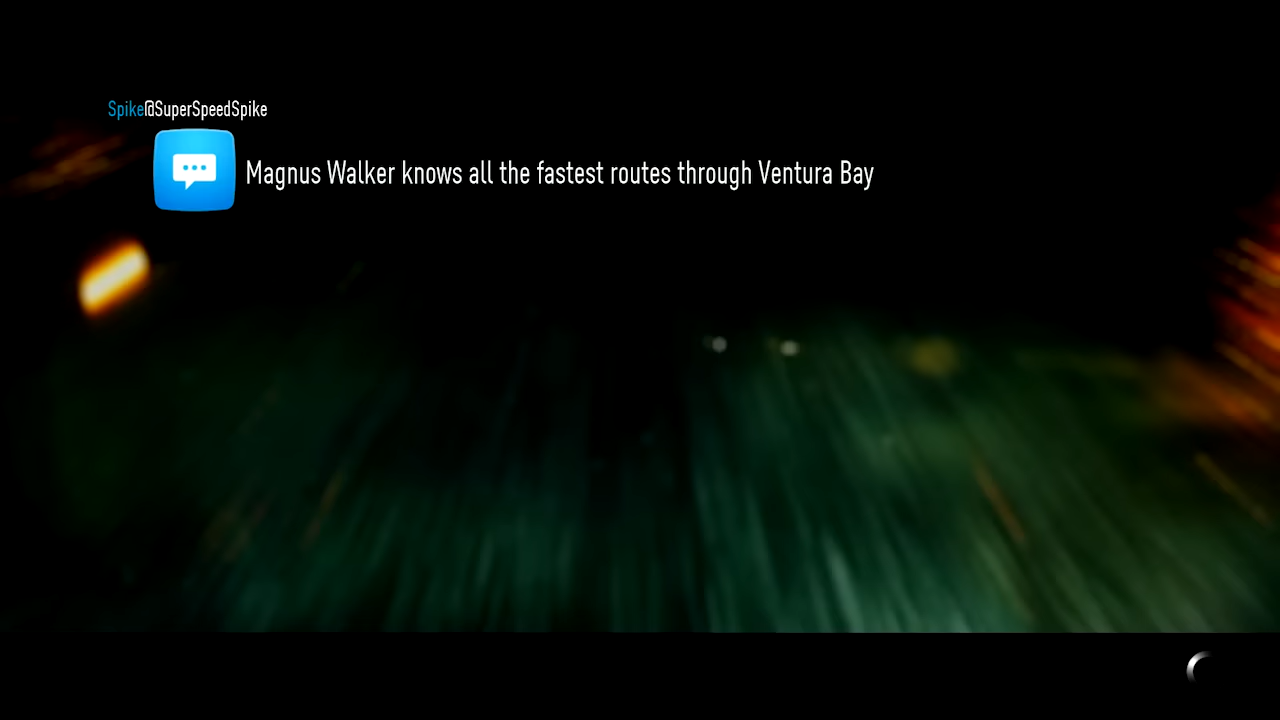 Spike@SuperSpeedSpike
Magnus Walker knows all the fastest routes through Ventura Bay